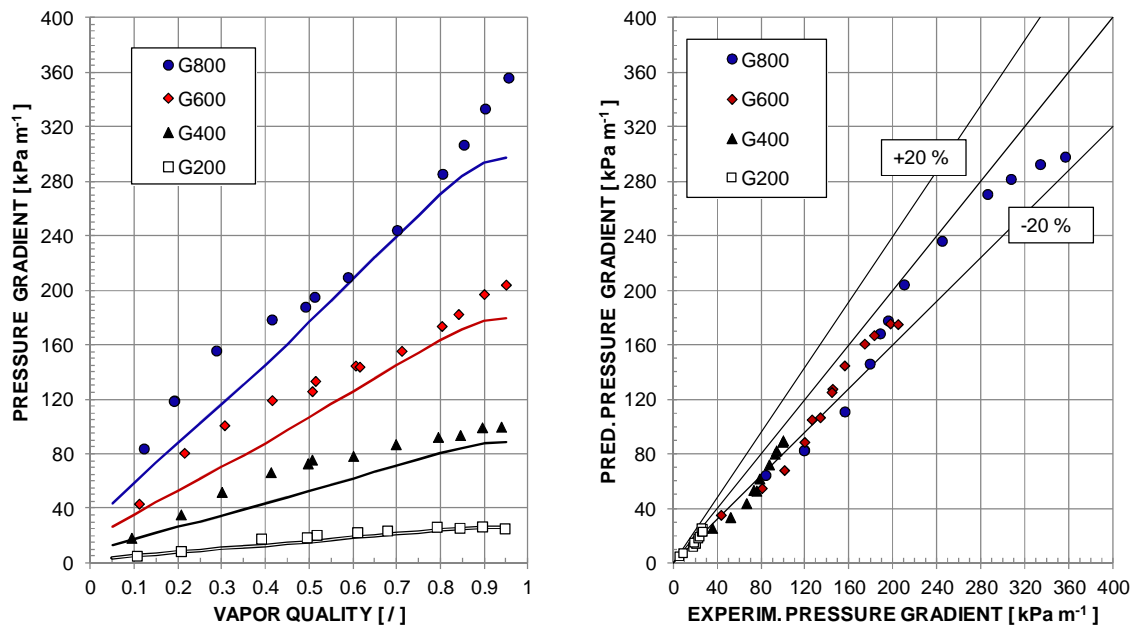 PRESSURE GRADIENT [ kPa m-1 ]
400
360
320
280
240
200
160
120
80
40
0
G800
G600
G400
G200
0 0.1 0.2 0.3 0.4 0.5 0.6 0.7 0.8 0.9 1
VAPOR QUALITY [ / ]
PRED. PRESSURE GRADIENT [ kPa m-1 ]
400
360
320
280
240
200
160
120
80
40
0
G800
G600
G400
G200
+20 %
-20 %
0 40 80 120 160 200 240 280 320 360 400
EXPERIM. PRESSURE GRADIENT [ kPa m-1 ]